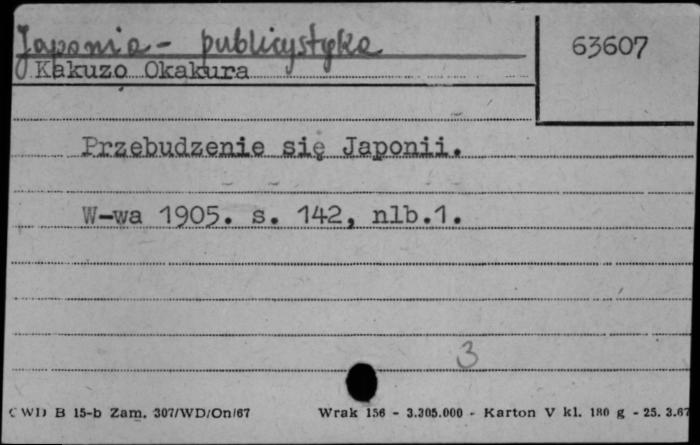 Japonia - publicystyka
63607
Kakuzo Okakura
Przebudzenie się Japonii.
W-wa 1905. s. 142, nlb.1.
3
CWD B 15-b Zam. 307/WD/On/67 Wrak 156 - 3.305.000 - Karton V kl. 180 g - 25. 3.67